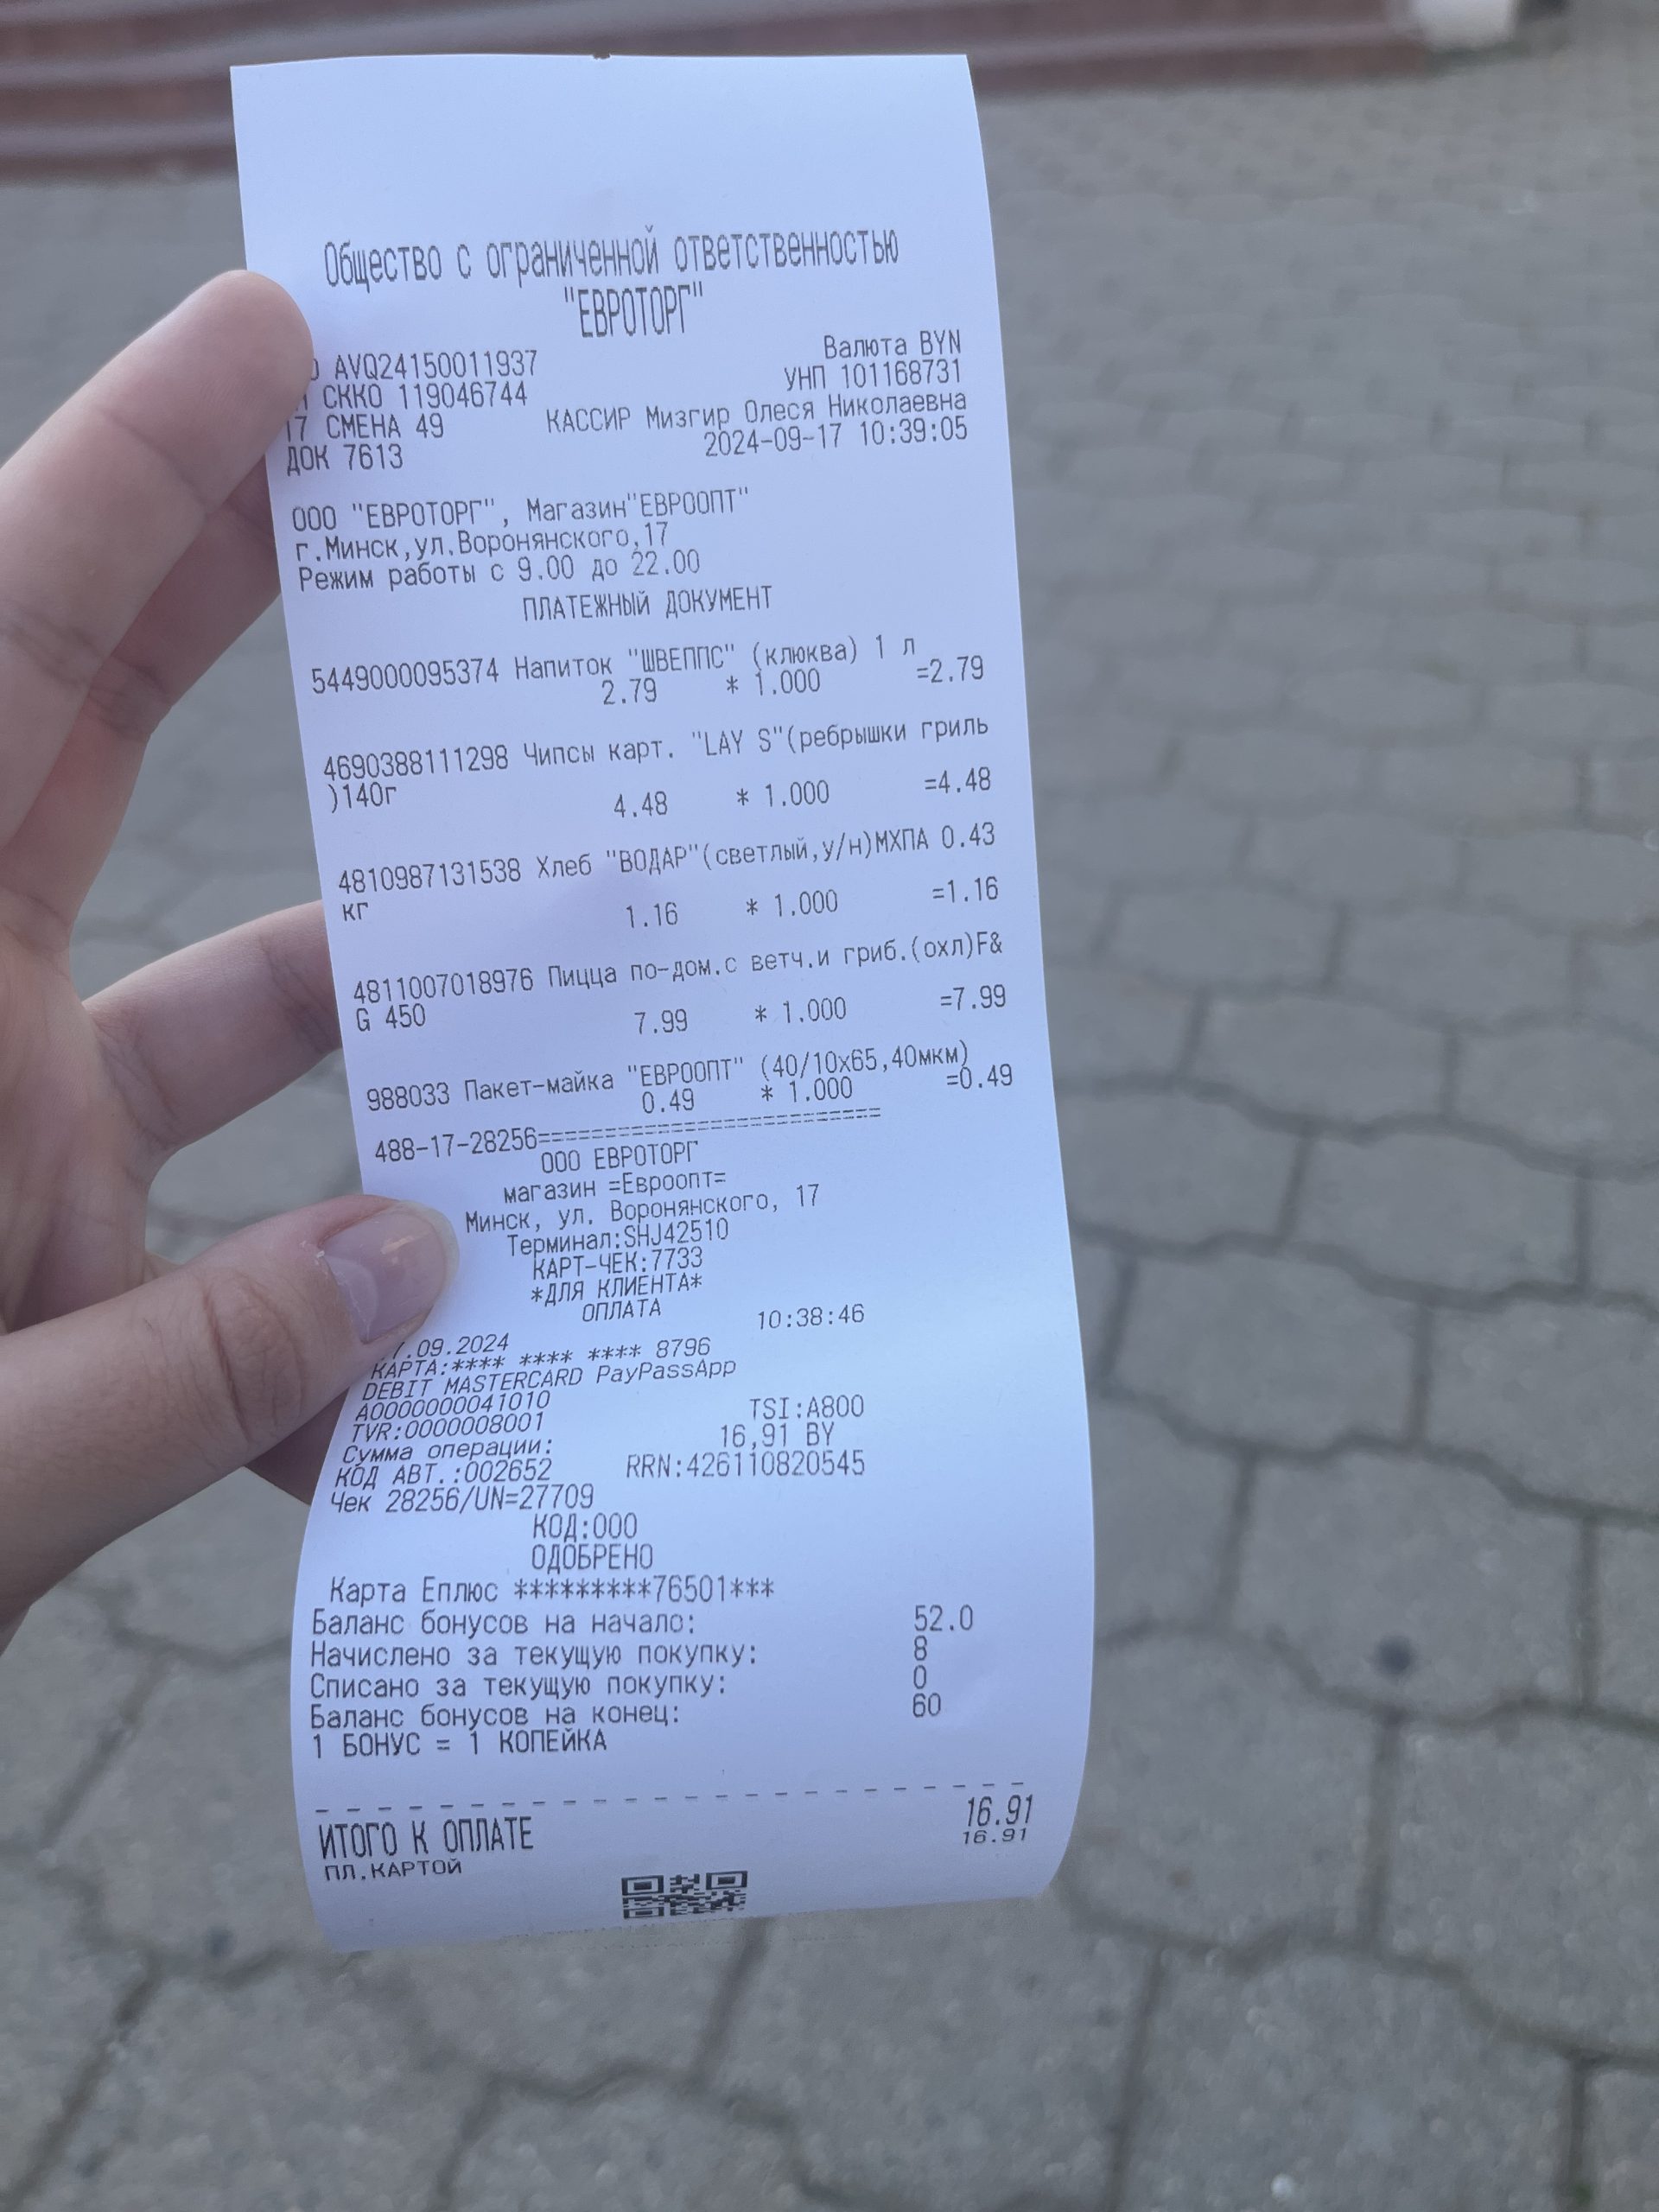 Общество с ограниченной ответственностью
"ЕВРОТОРГ"
AVQ24150011937 Валюта BYN
СККО 119046744 УНП 101168731
17 СМЕНА 49 КАССИР Мизгир Олеся Николаевна
ДОК 7613 2024-09-17 10:39:05
ООО "ЕВРОТОРГ", Магазин"ЕВРООПТ"
г.Минск,ул.Воронянского,17
Режим работы с 9.00 до 22.00
ПЛАТЕЖНЫЙ ДОКУМЕНТ
5449000095374 Напиток "ШВЕППС" (клюква) 1 л
2.79 * 1.000 =2.79
4690388111298 Чипсы карт. "LAY S"(ребрышки гриль
)140г
4.48 * 1.000 =4.48
4810987131538 Хлеб "ВОДАР"(светлый,у/н)МХПА 0.43
кг
1.16 * 1.000 =1.16
4811007018976 Пицца по-дом.с ветч.и гриб.(охл)F&
G 450
7.99 * 1.000 =7.99
988033 Пакет-майка "ЕВРООПТ" (40/10х65,40мкм)
0.49 * 1.000 =0.49
488-17-28256==========================
ООО ЕВРОТОРГ
магазин =Евроопт=
Минск, ул. Воронянского, 17
Терминал:SHJ42510
КАРТ-ЧЕК:7733
*ДЛЯ КЛИЕНТА*
ОПЛАТА
7.09.2024 10:38:46
КАРТА:**** **** **** 8796
DEBIT MASTERCARD PayPassApp
A0000000041010
TVR:0000008001 TSI:A800
Сумма операции: 16,91 BY
КОД АВТ.:002652 RRN:426110820545
Чек 28256/UN=27709
КОД:000
ОДОБРЕНО
Карта Еплюс *********76501***
Баланс бонусов на начало: 52.0
Начислено за текущую покупку: 8
Списано за текущую покупку: 0
Баланс бонусов на конец: 60
1 БОНУС = 1 КОПЕЙКА
ИТОГО К ОПЛАТЕ 16.91
ПЛ.КАРТОЙ 16.91